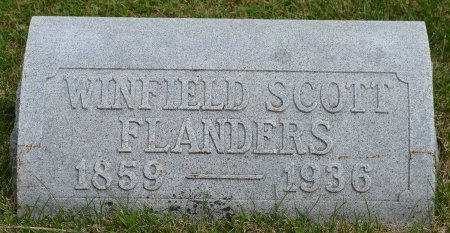 WINFIELD SCOTT
FLANDERS
1859 — 1936